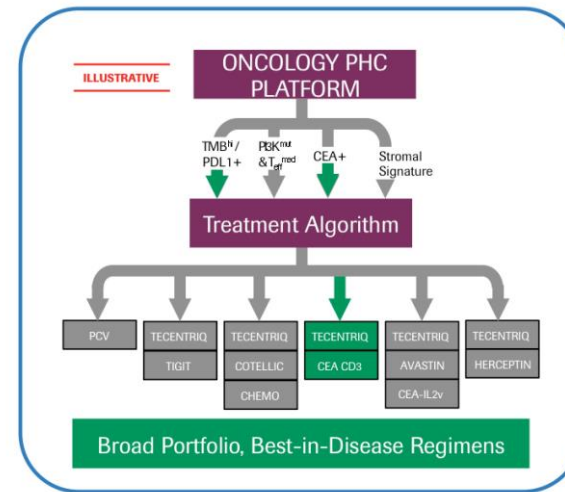 ILLUSTRATIVE
ONCOLOGY PHC
PLATFORM
TMBhi/
PDL1+
PI3Kmut
&Teffmed
CEA+
Stromal
Signature
Treatment Algorithm
PCV
TECENTRIQ
TIGIT
TECENTRIQ
COTELLIC
CHEMO
TECENTRIQ
CEA CD3
TECENTRIQ
AVASTIN
CEA-IL2v
TECENTRIQ
HERCEPTIN
Broad Portfolio, Best-in-Disease Regimens